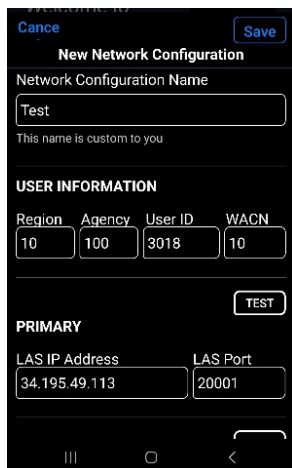 Welcome to
Cance Save
New Network Configuration
Network Configuration Name
Test
This name is custom to you
USER INFORMATION
Region Agency User ID WACN
10 100 3018 10
TEST
PRIMARY
LAS IP Address LAS Port
34.195.49.113 20001